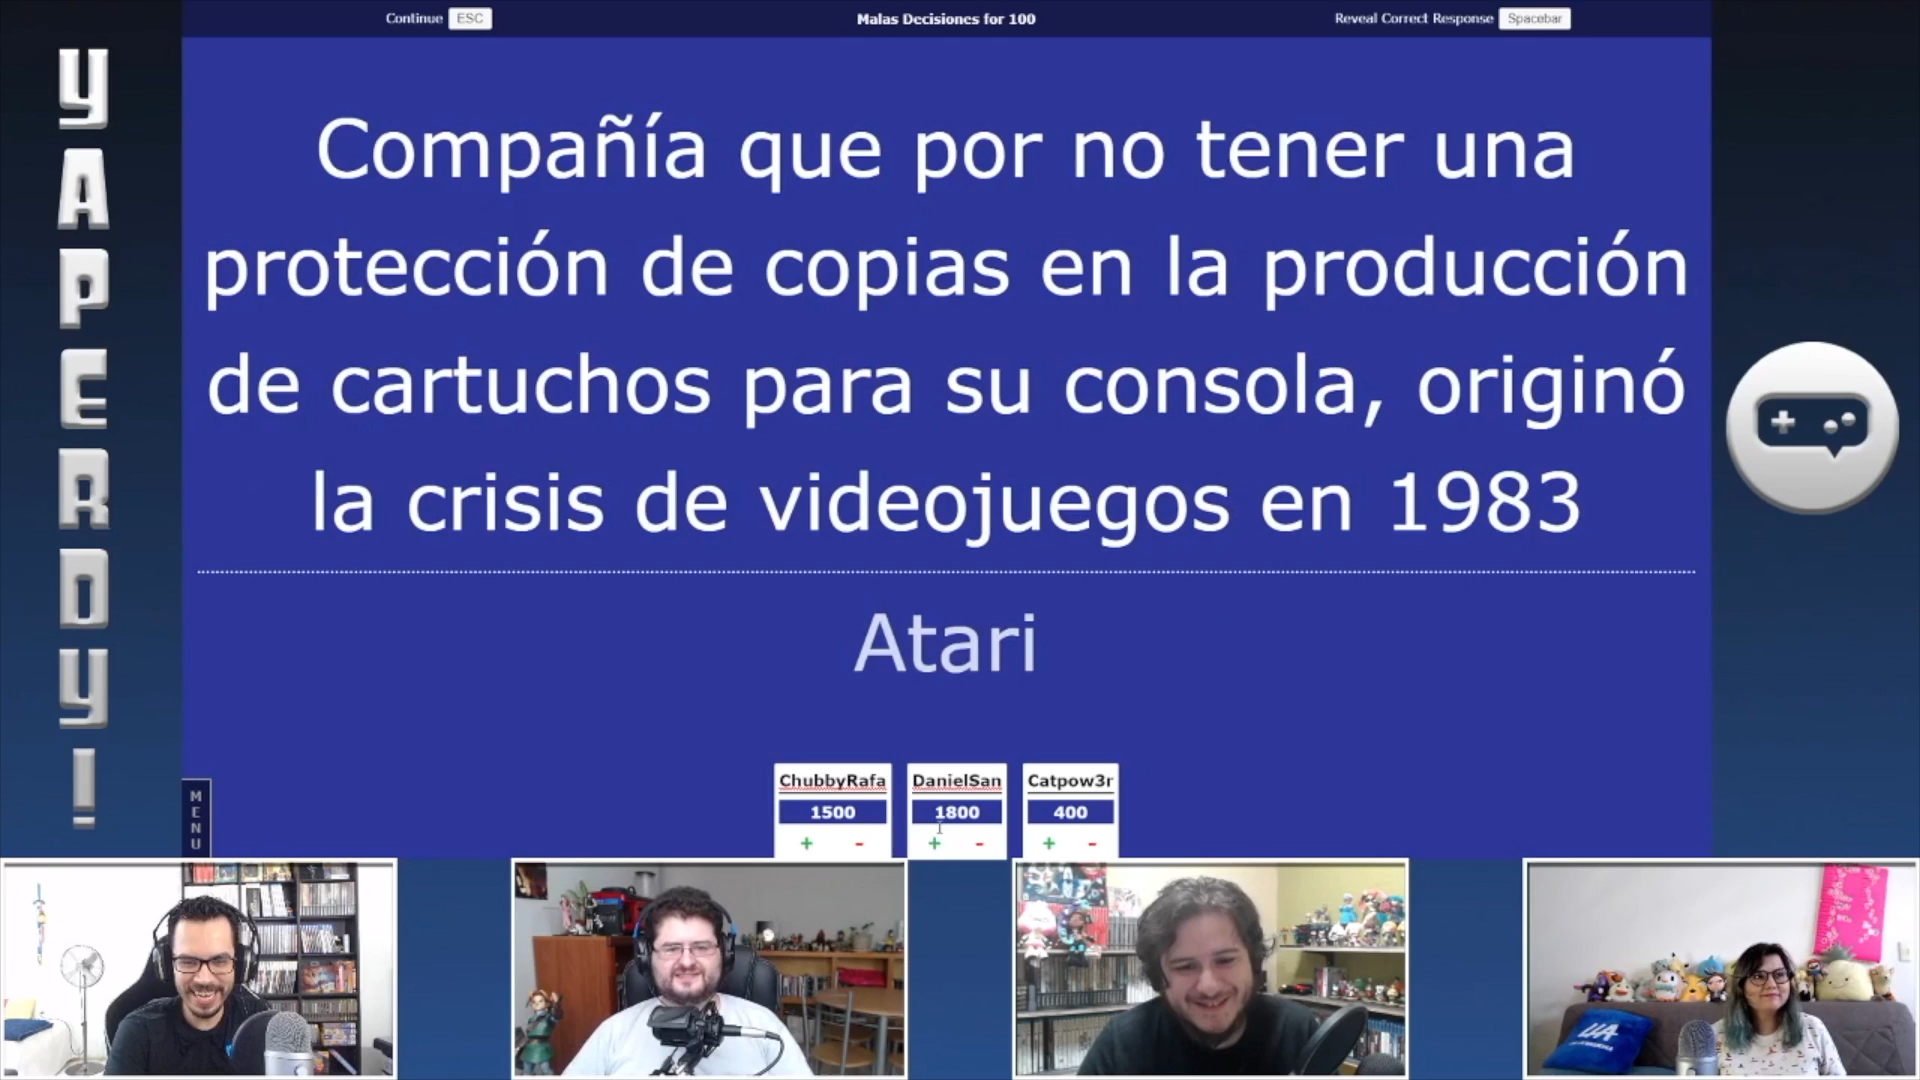 Continue ESC
Malas Decisiones for 100
Reveal Correct Response Spacebar
YAPERDY!
Compañía que por no tener una
protección de copias en la producción
de cartuchos para su consola, originó
la crisis de videojuegos en 1983
Atari
MENU
ChubbyRafa
1500
+ -
DanielSan
1800
+ -
Catpow3r
400
+ -